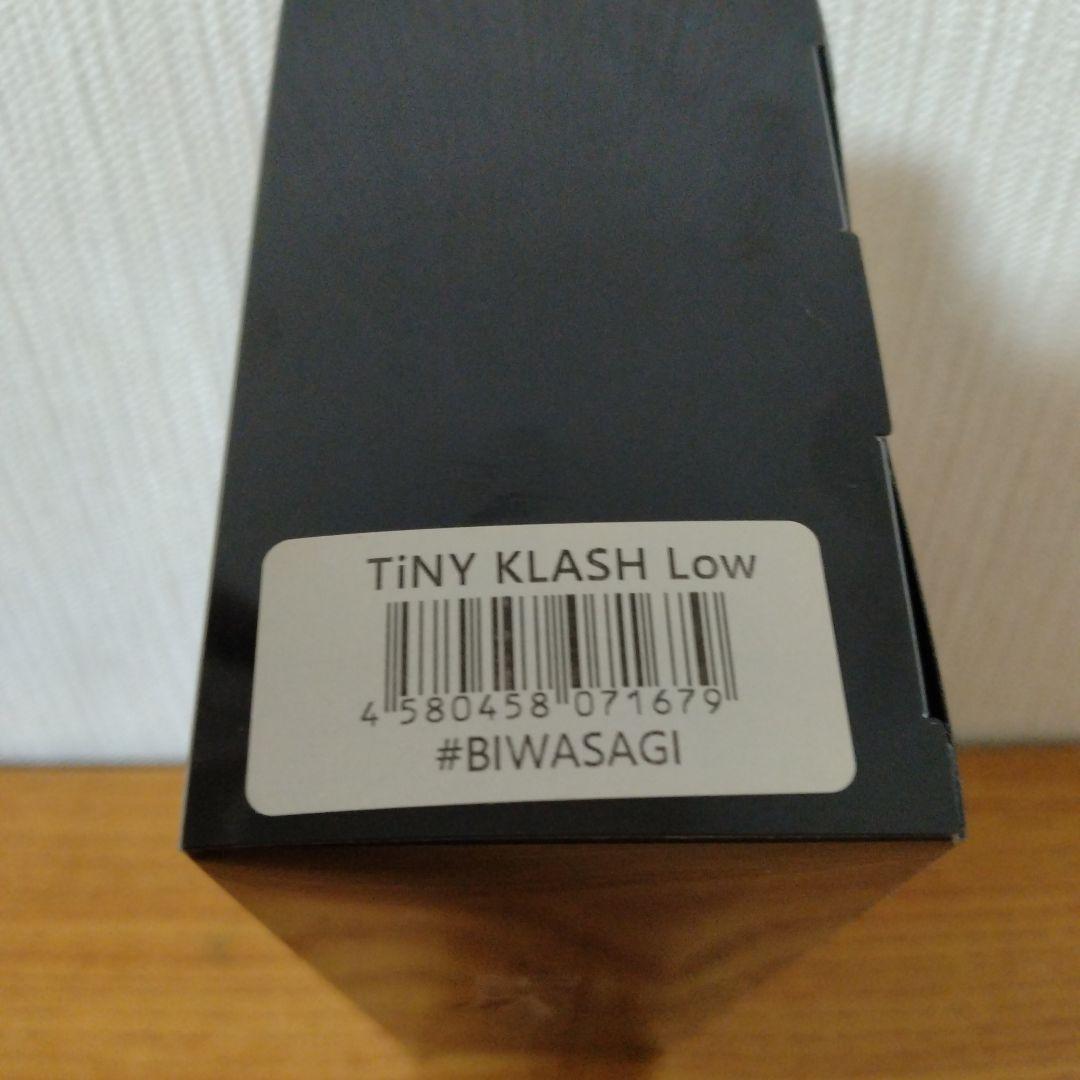 TiNY KLASH Low
4 580458 071679
#BIWASAGI